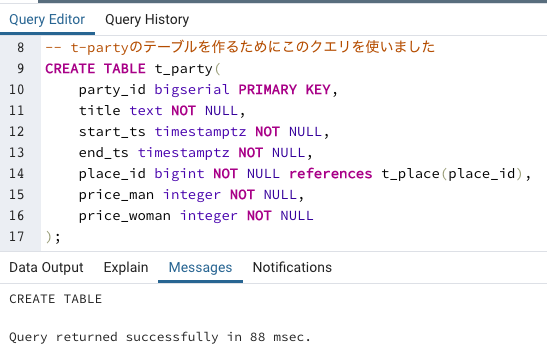 Query Editor Query History
8 -- t-partyのテーブルを作るためにこのクエリを使いました
9 CREATE TABLE t_party(
10 party_id bigserial PRIMARY KEY,
11 title text NOT NULL,
12 start_ts timestamptz NOT NULL,
13 end_ts timestamptz NOT NULL,
14 place_id bigint NOT NULL references t_place(place_id),
15 price_man integer NOT NULL,
16 price_woman integer NOT NULL
17 );
Data Output Explain Messages Notifications
CREATE TABLE
Query returned successfully in 88 msec.